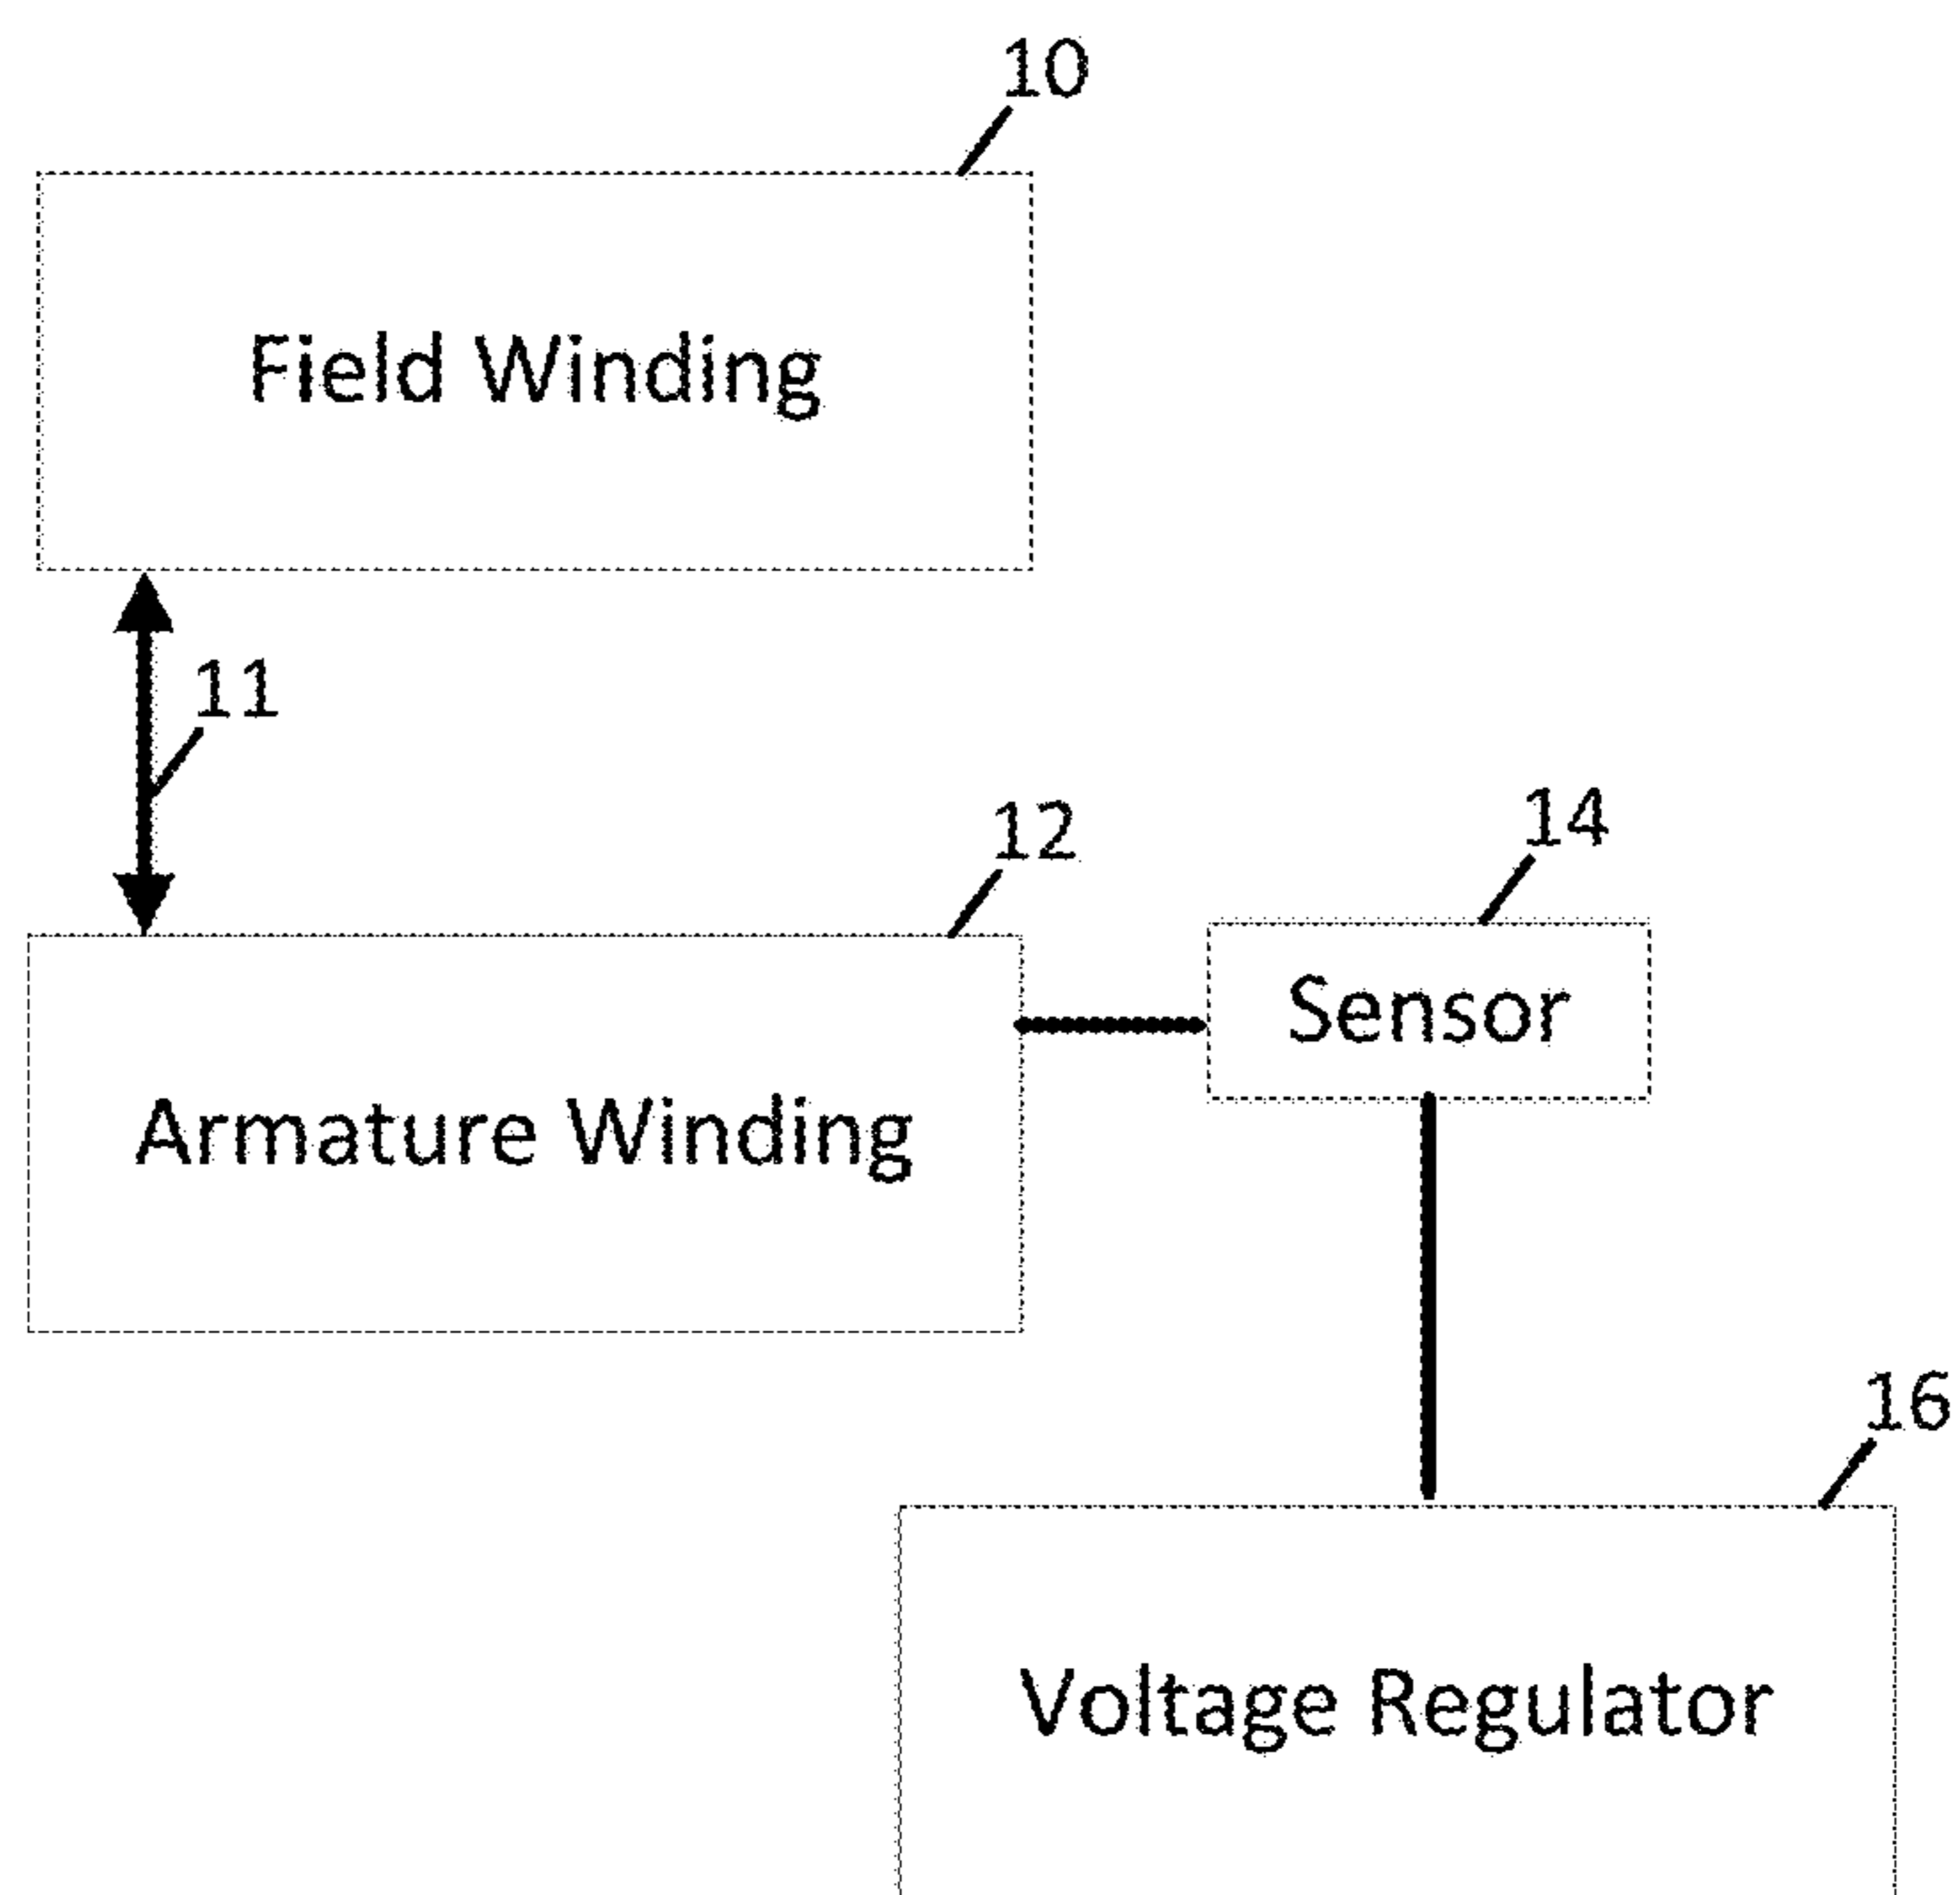 10
Field Winding
11
12
14
Sensor
Armature Winding
16
Voltage Regulator